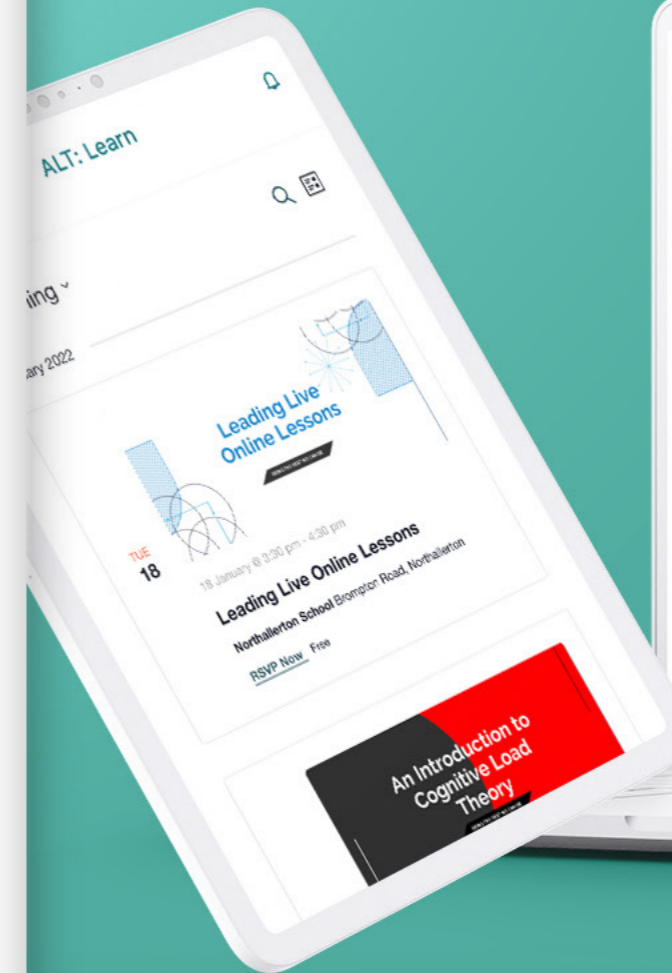 ALT: Learn
ary 2022
Leading Live
Online Lessons
TUE
18
18 January @ 3:30 pm - 4:30 pm
Leading Live Online Lessons
Northallerton School Brompton Road, Northallerton
RSVP Now Free
An Introduction to
Cognitive Load
Theory